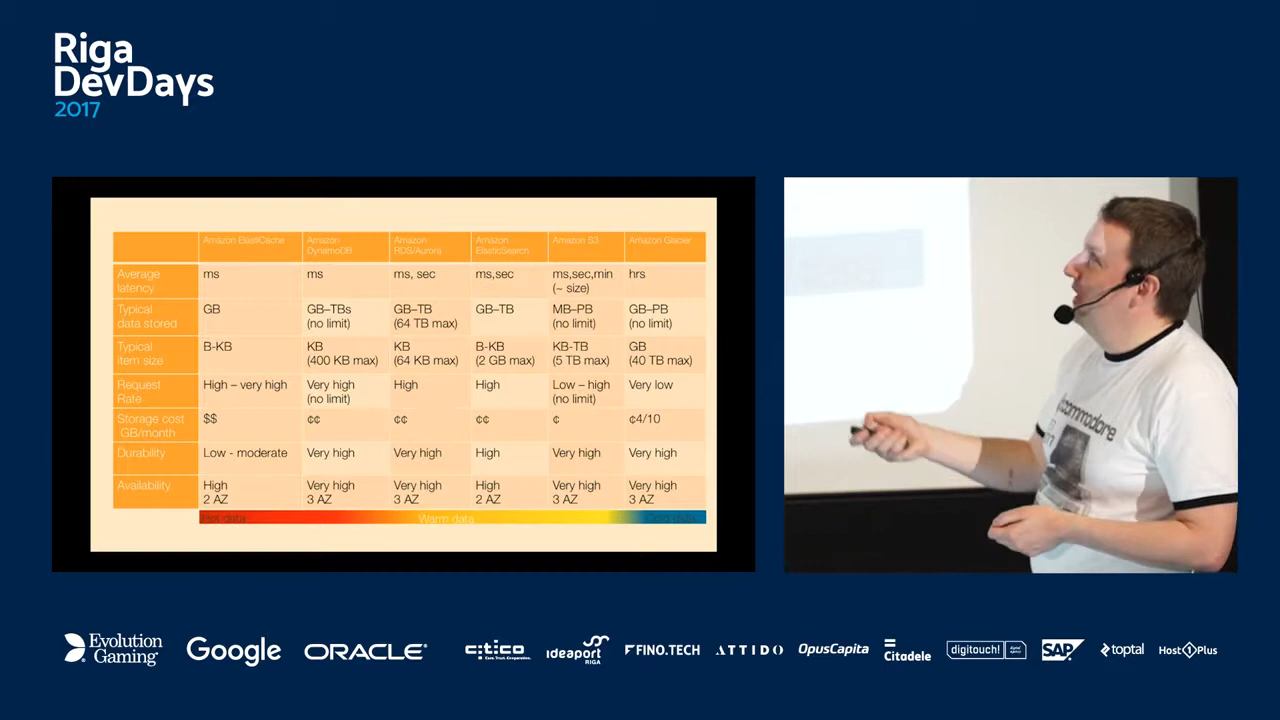 Riga
DevDays
2017
Amazon ElastiCache
Amazon
DynamoDB
Amazon
RDS/Aurora
Amazon
ElasticSearch
Amazon S3
Amazon Glacier
Average
latency
ms
ms
ms, sec
ms,sec
ms,sec,min
(~ size)
hrs
Typical
data stored
GB
GB–TBs
(no limit)
GB–TB
(64 TB max)
GB–TB
MB–PB
(no limit)
GB–PB
(no limit)
Typical
item size
B-KB
KB
(400 KB max)
KB
(64 KB max)
B-KB
(2 GB max)
KB-TB
(5 TB max)
GB
(40 TB max)
Request
Rate
High – very high
Very high
(no limit)
High
High
Low – high
(no limit)
Very low
Storage cost
GB/month
$$
¢¢
¢¢
¢¢
¢
¢4/10
Durability
Low - moderate
Very high
Very high
High
Very high
Very high
Availability
High
2 AZ
Very high
3 AZ
Very high
3 AZ
High
2 AZ
Very high
3 AZ
Very high
3 AZ
Hot data
Warm data
Cold data
commodore
Evolution
Gaming
Google
ORACLE
citico
Care. Trust. Cooperation.
ideaport
RIGA
FINO.TECH
ATTIDO
OpusCapita
Citadele
digitouch!
SAP
toptal
Host1Plus